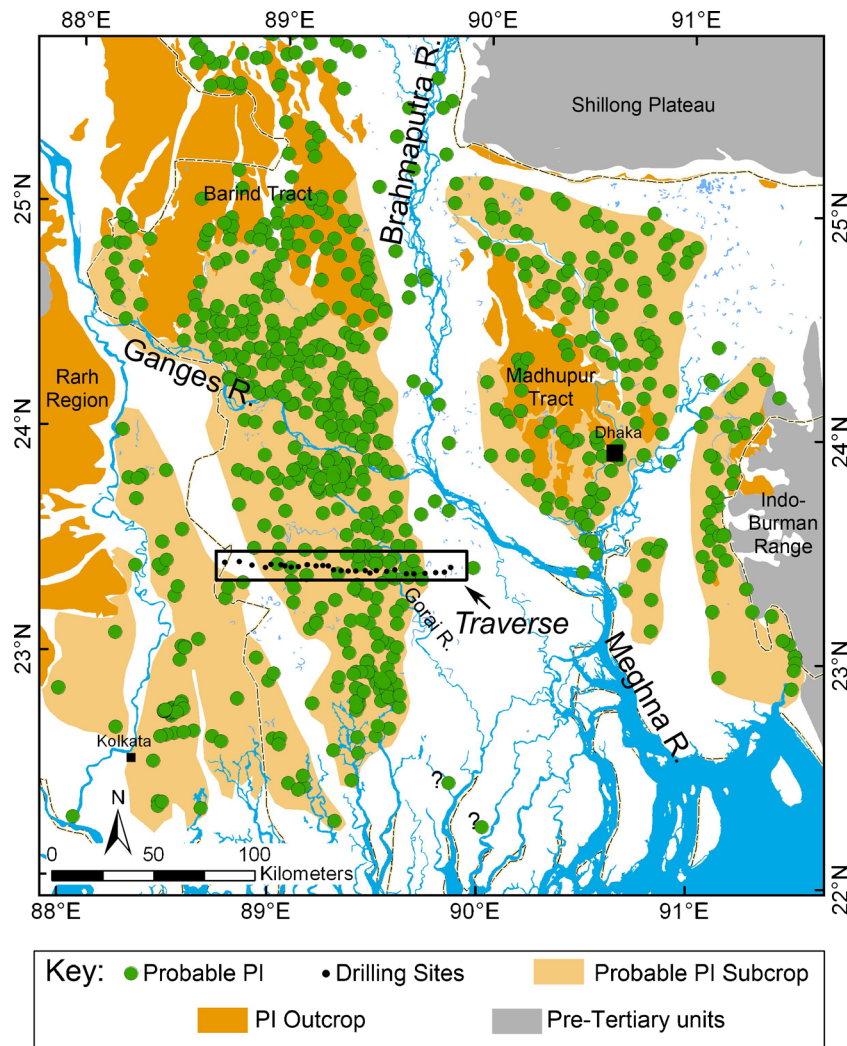 88°E 89°E 90°E 91°E
Shillong Plateau
Brahmaputra R.
25°N
Barind Tract
25°N
Ganges R.
Rarh
Region
Madhupur
Tract
24°N
Dhaka
24°N
Indo-
Burman
Range
Gorai R.
Traverse
23°N
23°N
Meghna R.
Kolkata
?
?
N
0 50 100
Kilometers
22°N
88°E 89°E 90°E 91°E
Key: Probable PI Drilling Sites Probable PI Subcrop
PI Outcrop Pre-Tertiary units